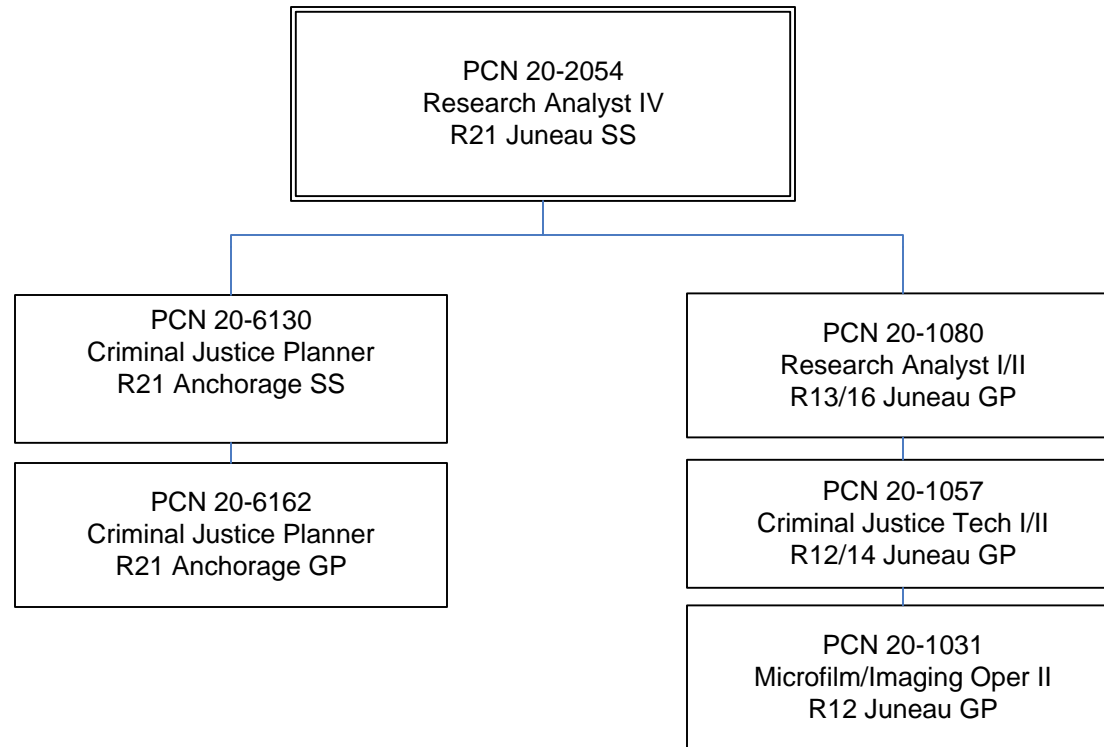 PCN 20-2054
Research Analyst IV
R21 Juneau SS
PCN 20-6130
Criminal Justice Planner
R21 Anchorage SS
PCN 20-6162
Criminal Justice Planner
R21 Anchorage GP
PCN 20-1080
Research Analyst I/II
R13/16 Juneau GP
PCN 20-1057
Criminal Justice Tech I/II
R12/14 Juneau GP
PCN 20-1031
Microfilm/Imaging Oper II
R12 Juneau GP